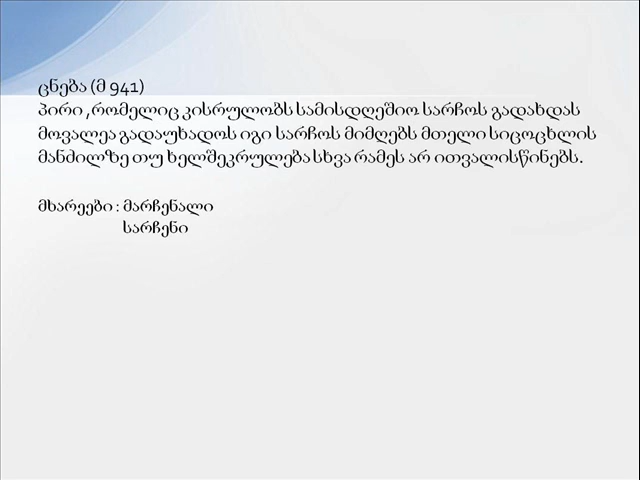 ცნება (მ 941)
პირი ,რომელიც კისრულობს სამისდღეშიო სარჩოს გადახდას
მოვალეა გადაუხადოს იგი სარჩოს მიმღებს მთელი სიცოცხლის
მანძილზე თუ ხელშეკრულება სხვა რამეს არ ითვალისწინებს.
მხარეები : მარჩენალი
სარჩენი